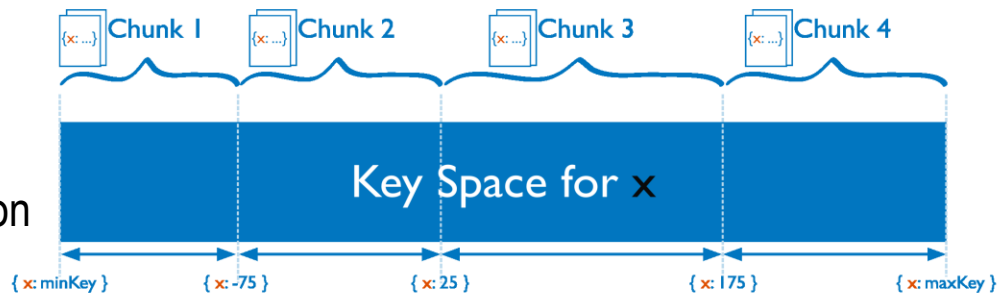 {x: ...} Chunk 1 {x: ...} Chunk 2 {x: ...} Chunk 3 {x: ...} Chunk 4
Key Space for x
on
{ x: minKey } { x: -75 } { x: 25 } { x: 175 } { x: maxKey }